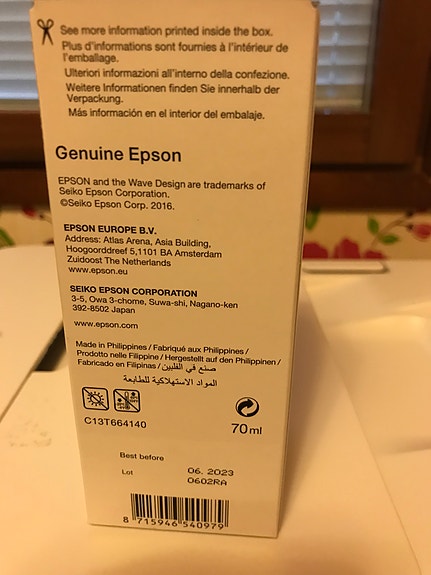 See more information printed inside the box.
Plus d'informations sont fournies à l'intérieur de
l'emballage.
Ulteriori informazioni all'interno della confezione.
Weitere Informationen finden Sie innerhalb der
Verpackung.
Más información en el interior del embalaje.
Genuine Epson
EPSON and the Wave Design are trademarks of
Seiko Epson Corporation.
©Seiko Epson Corp. 2016.
EPSON EUROPE B.V.
Address: Atlas Arena, Asia Building,
Hoogoorddreef 5,1101 BA Amsterdam
Zuidoost The Netherlands
www.epson.eu
SEIKO EPSON CORPORATION
3-5, Owa 3-chome, Suwa-shi, Nagano-ken
392-8502 Japan
www.epson.com
Made in Philippines / Fabriqué aux Philippines /
Prodotto nelle Filippine / Hergestellt auf den Philippinen /
Fabricado en Filipinas / صنع في الفلبين
المواد الاستهلاكية للطابعة
C13T664140
70ml
Best before 06. 2023
Lot 0602RA
8 715946 540979